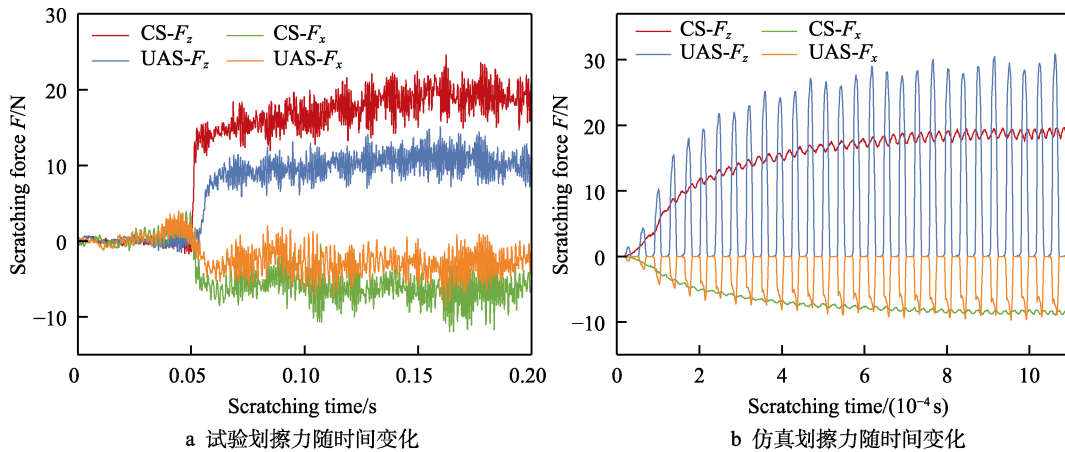 CS-Fz CS-Fx
UAS-Fz UAS-Fx
Scratching force F/N
30
20
10
0
−10
0 0.05 0.10 0.15 0.20
Scratching time/s
a 试验划擦力随时间变化
CS-Fz CS-Fx
UAS-Fz UAS-Fx
Scratching force F/N
30
20
10
0
−10
0 2 4 6 8 10
Scratching time/(10⁻⁴ s)
b 仿真划擦力随时间变化